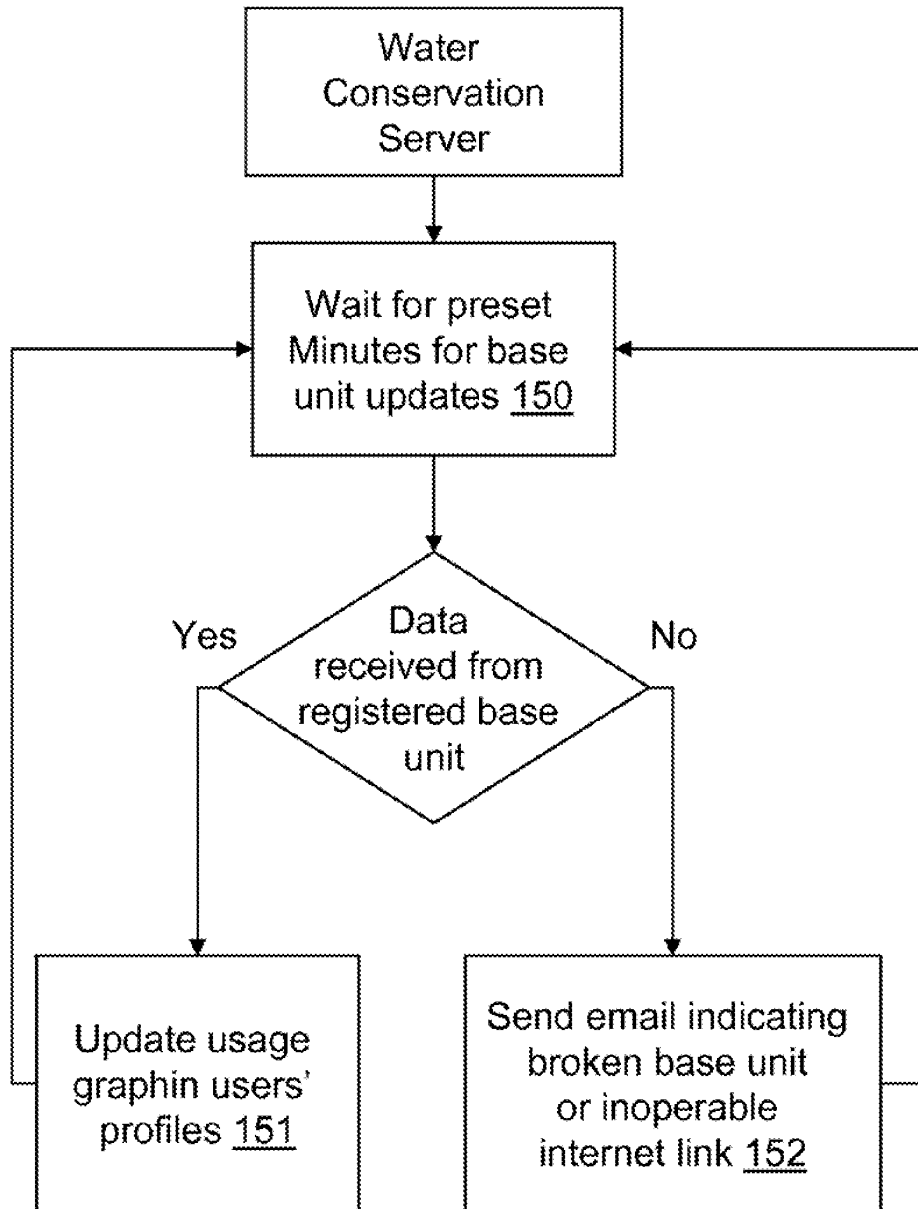 Water
Conservation
Server
Wait for preset
Minutes for base
unit updates 150
Yes
Data
received from
registered base
unit
No
Update usage
graphin users’
profiles 151
Send email indicating
broken base unit
or inoperable
internet link 152